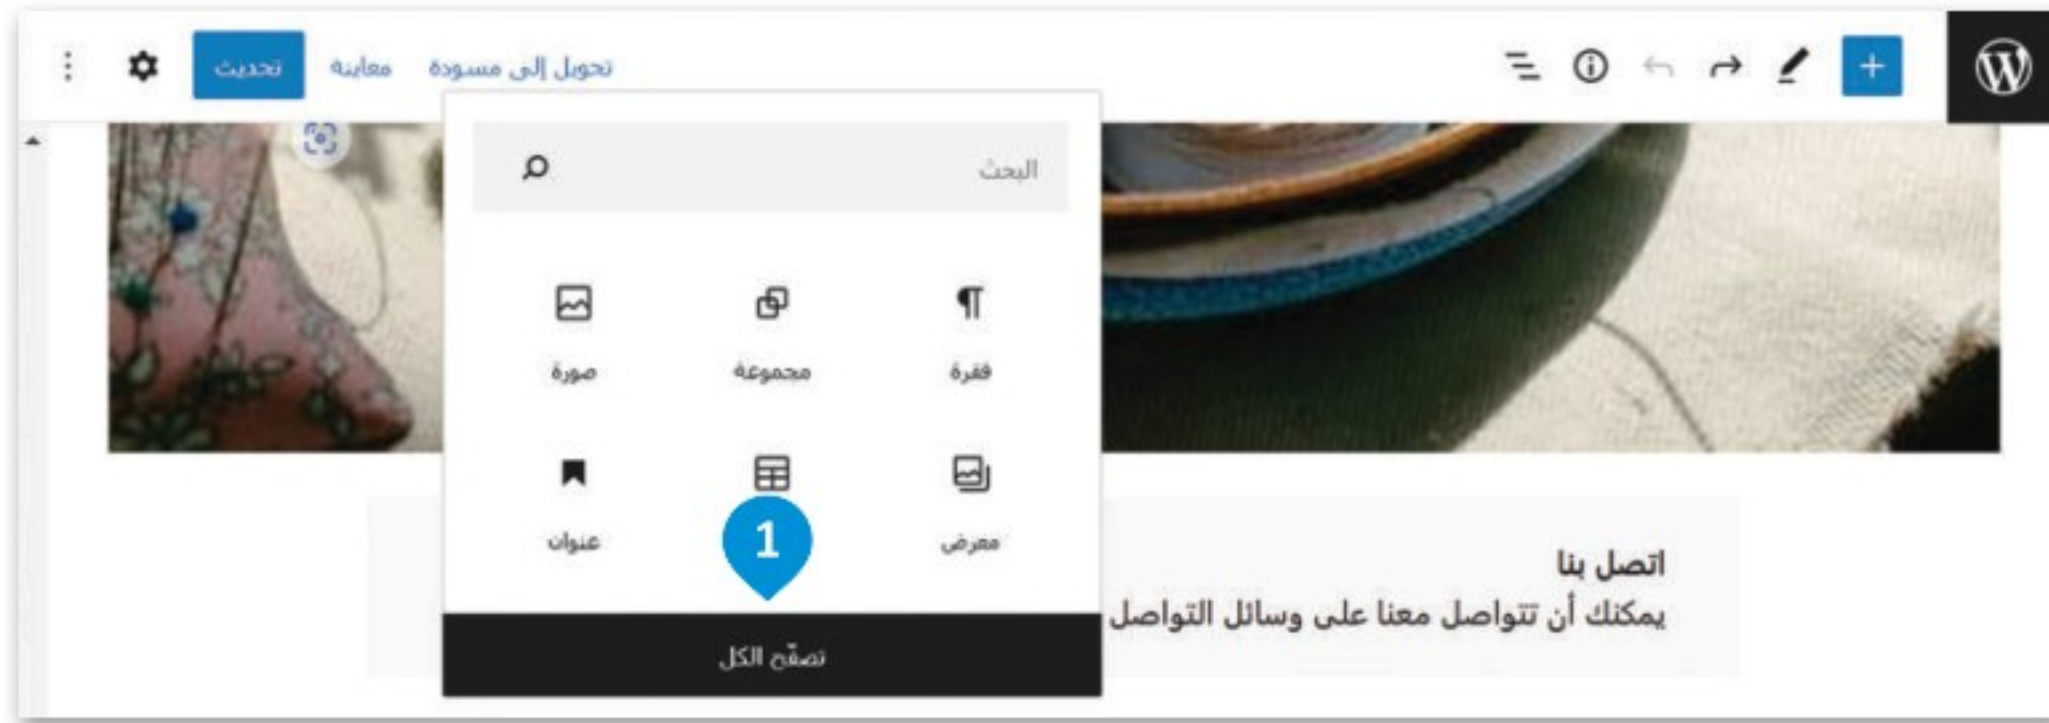 تحويل إلى مسودة
معاينة
تحديث
البحث
فقرة
مجموعة
صورة
معرض
عنوان
1
تصفّح الكل
اتصل بنا
يمكنك أن تتواصل معنا على وسائل التواصل